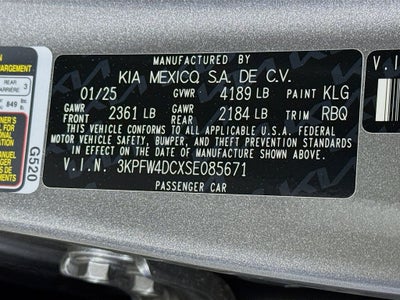 MANUFACTURED BY
KIA MEXICO, S.A. DE C.V.
01/25 GVWR 4189 LB PAINT KLG
GAWR FRONT 2361 LB GAWR REAR 2184 LB TRIM RBQ
THIS VEHICLE CONFORMS TO ALL APPLICABLE U.S.A. FEDERAL
MOTOR VEHICLE SAFETY, BUMPER, AND THEFT PREVENTION STANDARDS
IN EFFECT ON THE DATE OF MANUFACTURE SHOWN ABOVE.
V.I.N. 3KPFW4DCXSE085671
PASSENGER CAR
REAR 3
G520
V.I